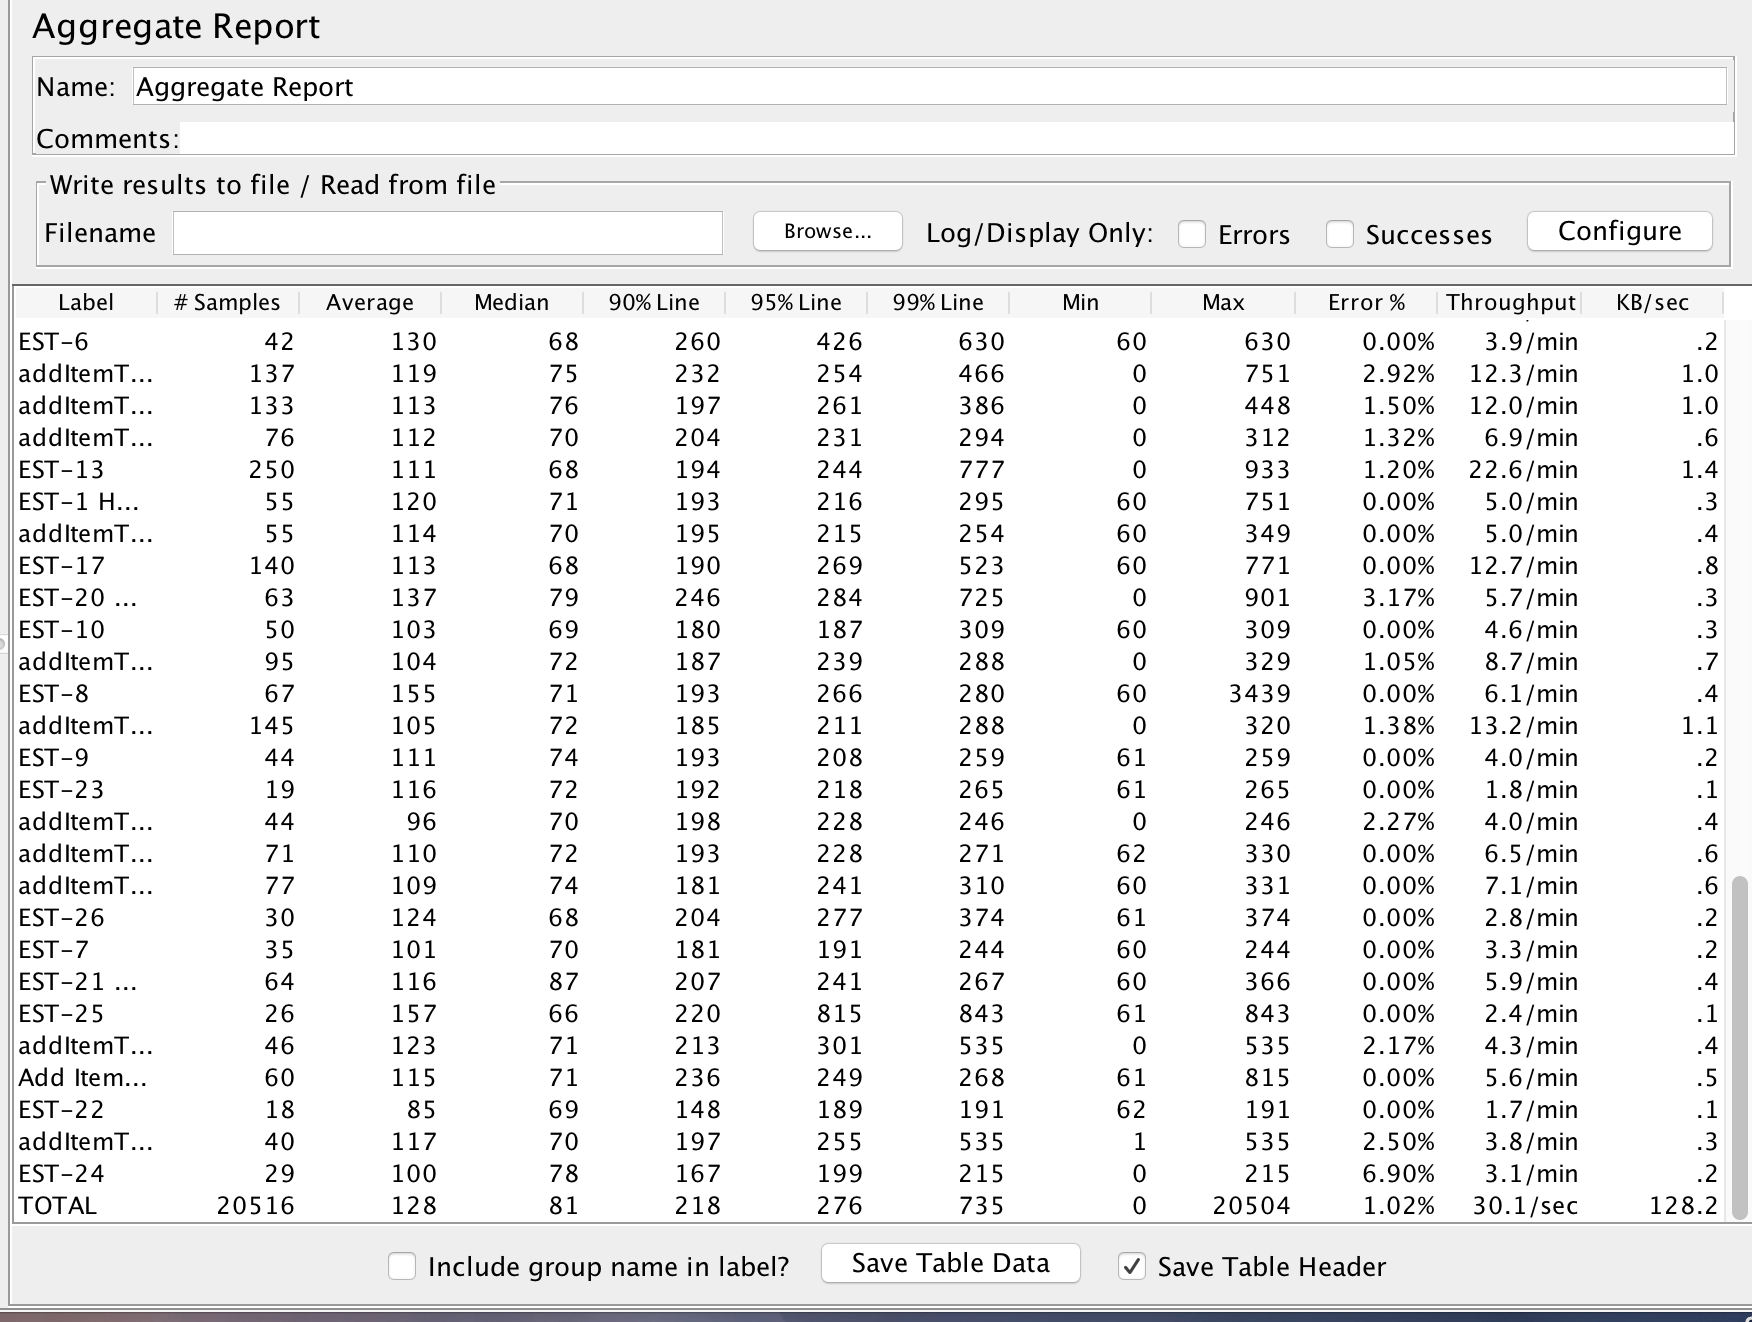 Aggregate Report
Name: Aggregate Report
Comments:
Write results to file / Read from file
Filename Browse... Log/Display Only: Errors Successes Configure
Label # Samples Average Median 90% Line 95% Line 99% Line Min Max Error % Throughput KB/sec
EST-6 42 130 68 260 426 630 60 630 0.00% 3.9/min .2
addItemT... 137 119 75 232 254 466 0 751 2.92% 12.3/min 1.0
addItemT... 133 113 76 197 261 386 0 448 1.50% 12.0/min 1.0
addItemT... 76 112 70 204 231 294 0 312 1.32% 6.9/min .6
EST-13 250 111 68 194 244 777 0 933 1.20% 22.6/min 1.4
EST-1 H... 55 120 71 193 216 295 60 751 0.00% 5.0/min .3
addItemT... 55 114 70 195 215 254 60 349 0.00% 5.0/min .4
EST-17 140 113 68 190 269 523 60 771 0.00% 12.7/min .8
EST-20 ... 63 137 79 246 284 725 0 901 3.17% 5.7/min .3
EST-10 50 103 69 180 187 309 60 309 0.00% 4.6/min .3
addItemT... 95 104 72 187 239 288 0 329 1.05% 8.7/min .7
EST-8 67 155 71 193 266 280 60 3439 0.00% 6.1/min .4
addItemT... 145 105 72 185 211 288 0 320 1.38% 13.2/min 1.1
EST-9 44 111 74 193 208 259 61 259 0.00% 4.0/min .2
EST-23 19 116 72 192 218 265 61 265 0.00% 1.8/min .1
addItemT... 44 96 70 198 228 246 0 246 2.27% 4.0/min .4
addItemT... 71 110 72 193 228 271 62 330 0.00% 6.5/min .6
addItemT... 77 109 74 181 241 310 60 331 0.00% 7.1/min .6
EST-26 30 124 68 204 277 374 61 374 0.00% 2.8/min .2
EST-7 35 101 70 181 191 244 60 244 0.00% 3.3/min .2
EST-21 ... 64 116 87 207 241 267 60 366 0.00% 5.9/min .4
EST-25 26 157 66 220 815 843 61 843 0.00% 2.4/min .1
addItemT... 46 123 71 213 301 535 0 535 2.17% 4.3/min .4
Add Item... 60 115 71 236 249 268 61 815 0.00% 5.6/min .5
EST-22 18 85 69 148 189 191 62 191 0.00% 1.7/min .1
addItemT... 40 117 70 197 255 535 1 535 2.50% 3.8/min .3
EST-24 29 100 78 167 199 215 0 215 6.90% 3.1/min .2
TOTAL 20516 128 81 218 276 735 0 20504 1.02% 30.1/sec 128.2
Include group name in label? Save Table Data Save Table Header